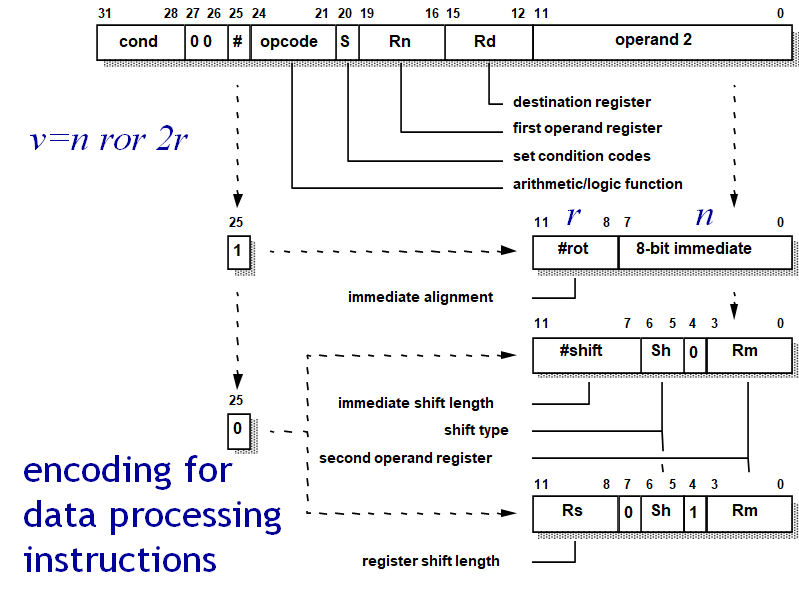 31 28 27 26 25 24 21 20 19 16 15 12 11 0
cond 0 0 # opcode S Rn Rd operand 2
destination register
first operand register
set condition codes
arithmetic/logic function
v=n ror 2r
25
1
r n
11 8 7 0
#rot 8-bit immediate
immediate alignment
11 7 6 5 4 3 0
#shift Sh 0 Rm
25
0
immediate shift length
shift type
second operand register
11 8 7 6 5 4 3 0
Rs 0 Sh 1 Rm
register shift length
encoding for
data processing
instructions